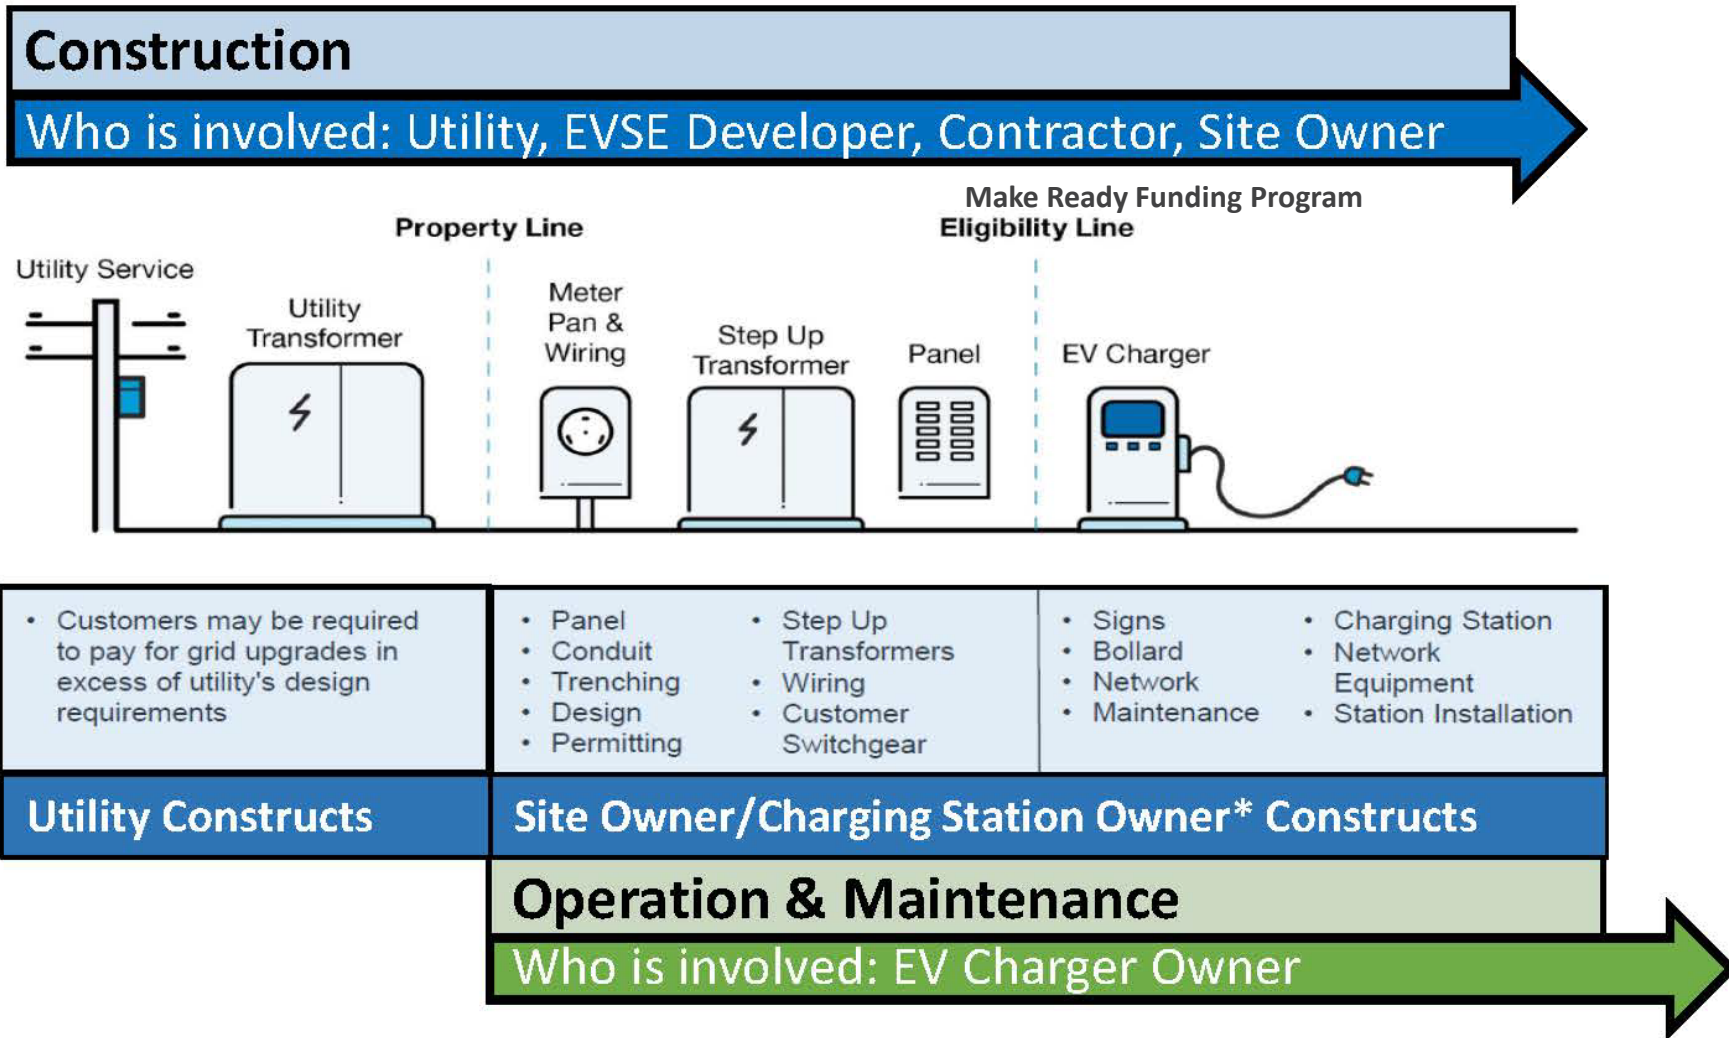 Construction
Who is involved: Utility, EVSE Developer, Contractor, Site Owner
Make Ready Funding Program
Property Line
Eligibility Line
Utility Service
Utility
Transformer
Meter
Pan &
Wiring
Step Up
Transformer
Panel
EV Charger
• Customers may be required
to pay for grid upgrades in
excess of utility's design
requirements
• Panel
• Conduit
• Trenching
• Design
• Permitting
• Step Up
Transformers
• Wiring
• Customer
Switchgear
• Signs
• Bollard
• Network
• Maintenance
• Charging Station
• Network
Equipment
• Station Installation
Utility Constructs
Site Owner/Charging Station Owner* Constructs
Operation & Maintenance
Who is involved: EV Charger Owner